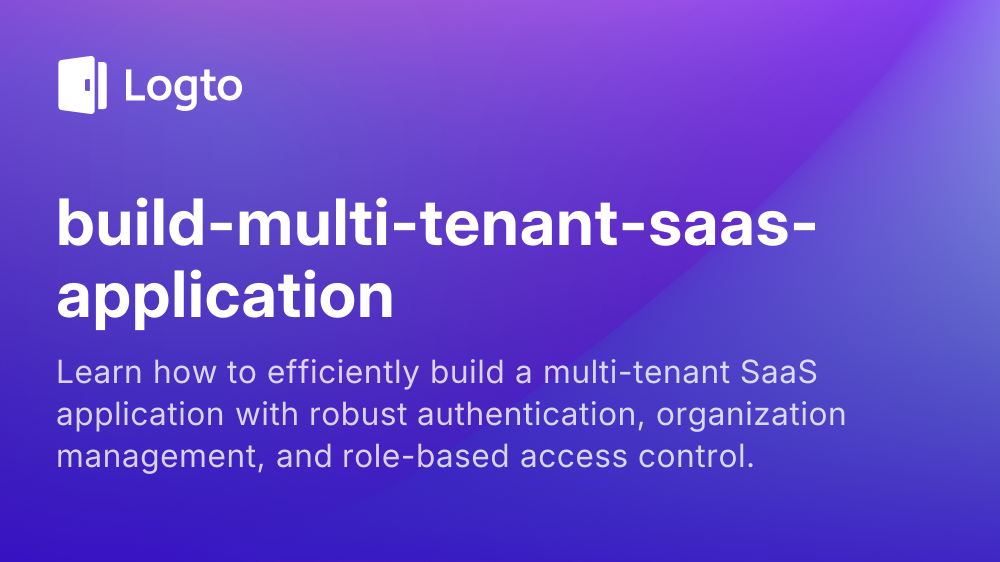 Logto
build-multi-tenant-saas-
application
Learn how to efficiently build a multi-tenant SaaS
application with robust authentication, organization
management, and role-based access control.